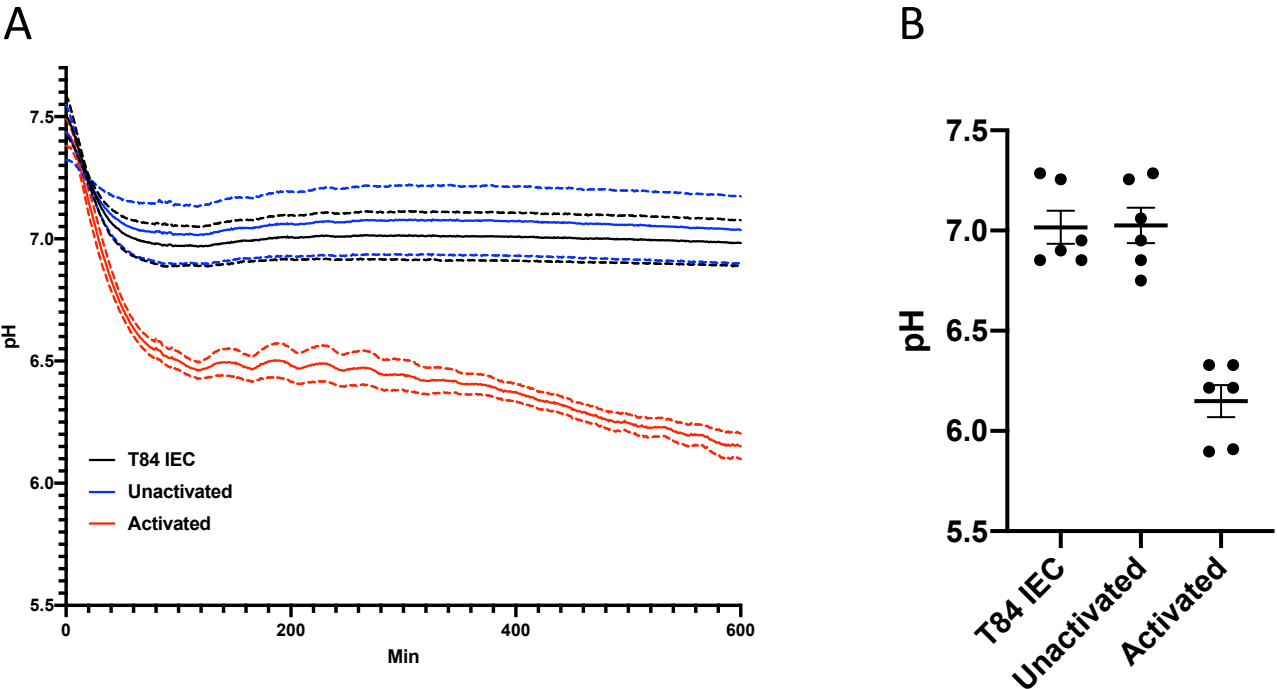 A
B
7.5
7.0
6.5
6.0
5.5
pH
T84 IEC
Unactivated
Activated
0
200
400
600
Min
7.5
7.0
6.5
6.0
5.5
pH
T84 IEC
Unactivated
Activated